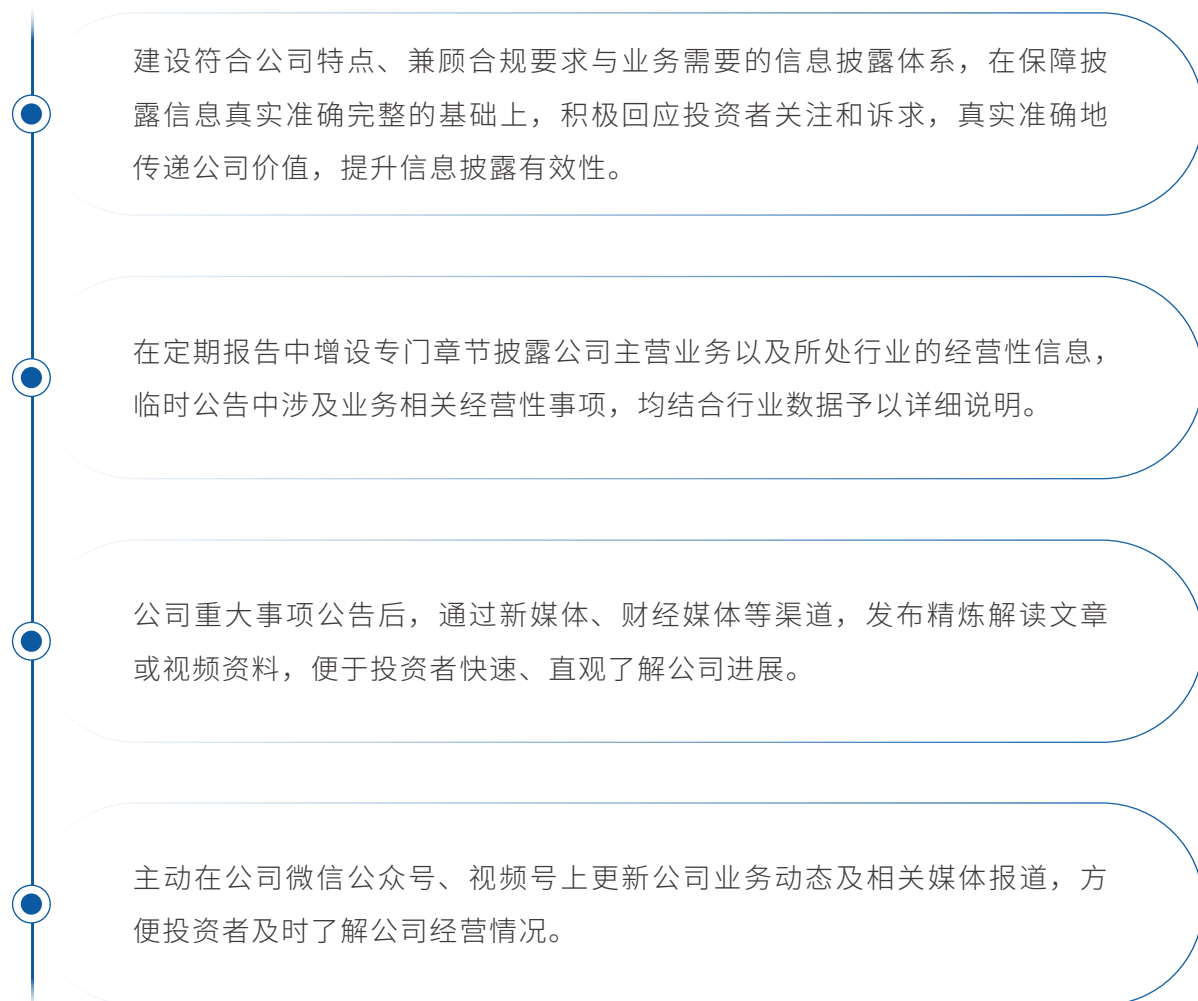 建设符合公司特点、兼顾合规要求与业务需要的信息披露体系，在保障披
露信息真实准确完整的基础上，积极回应投资者关注和诉求，真实准确地
传递公司价值，提升信息披露有效性。
在定期报告中增设专门章节披露公司主营业务以及所处行业的经营性信息，
临时公告中涉及业务相关经营性事项，均结合行业数据予以详细说明。
公司重大事项公告后，通过新媒体、财经媒体等渠道，发布精炼解读文章
或视频资料，便于投资者快速、直观了解公司进展。
主动在公司微信公众号、视频号上更新公司业务动态及相关媒体报道，方
便投资者及时了解公司经营情况。